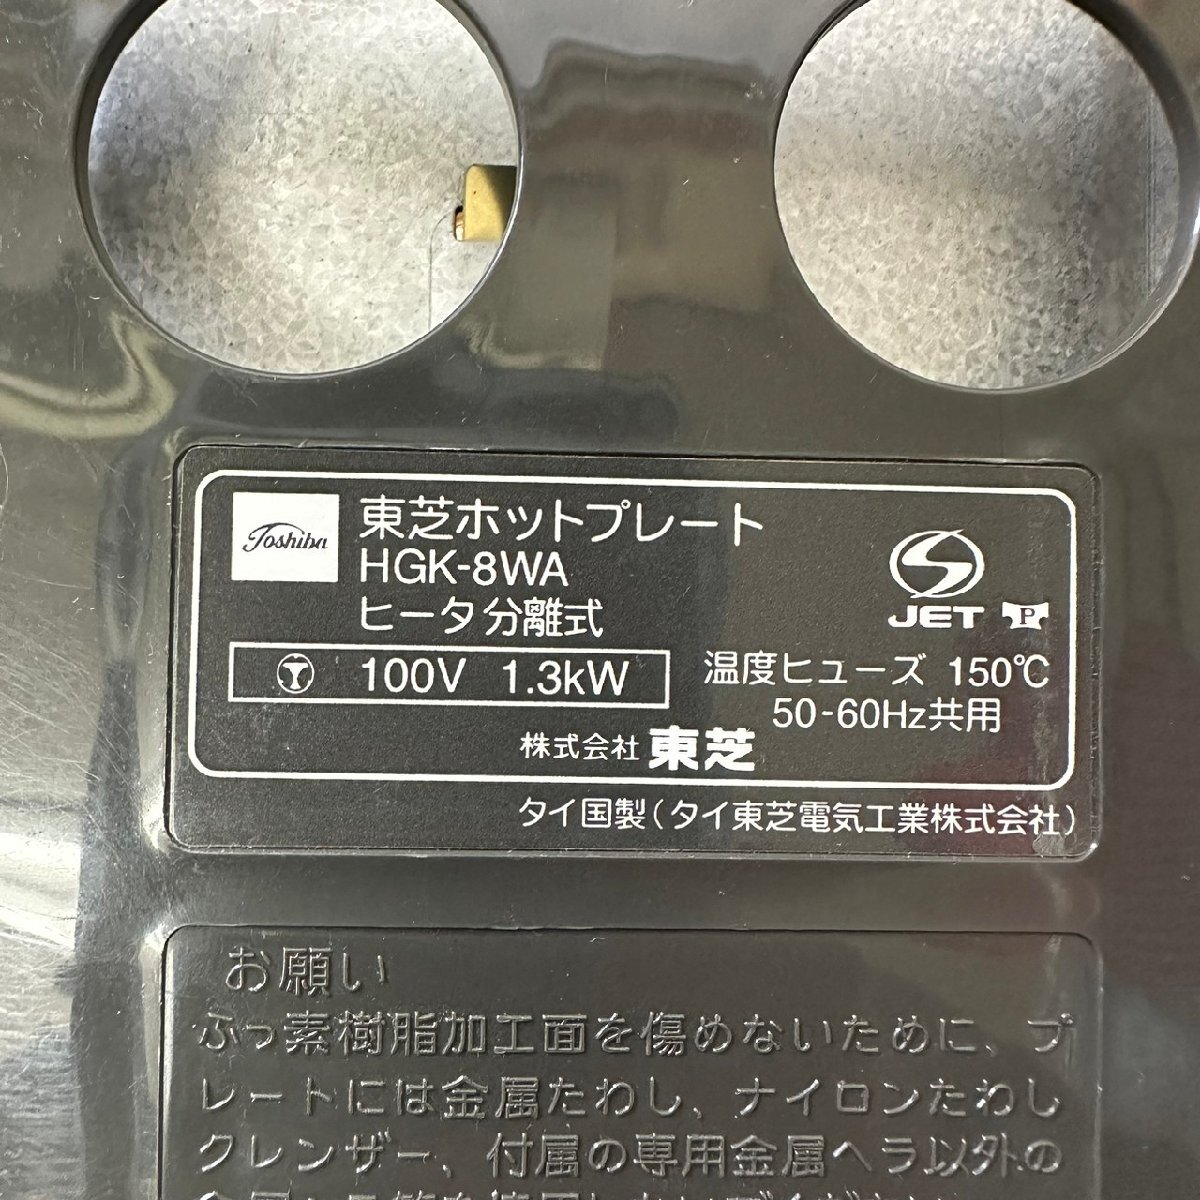 Toshiba
東芝ホットプレート
HGK-8WA
ヒータ分離式
JET
P
T 100V 1.3kW
温度ヒューズ 150℃
50-60Hz共用
株式会社 東芝
タイ国製(タイ東芝電気工業株式会社)
お願い
ふっ素樹脂加工面を傷めないために、プ
レートには金属たわし、ナイロンたわし
クレンザー、付属の専用金属ヘラ以外の